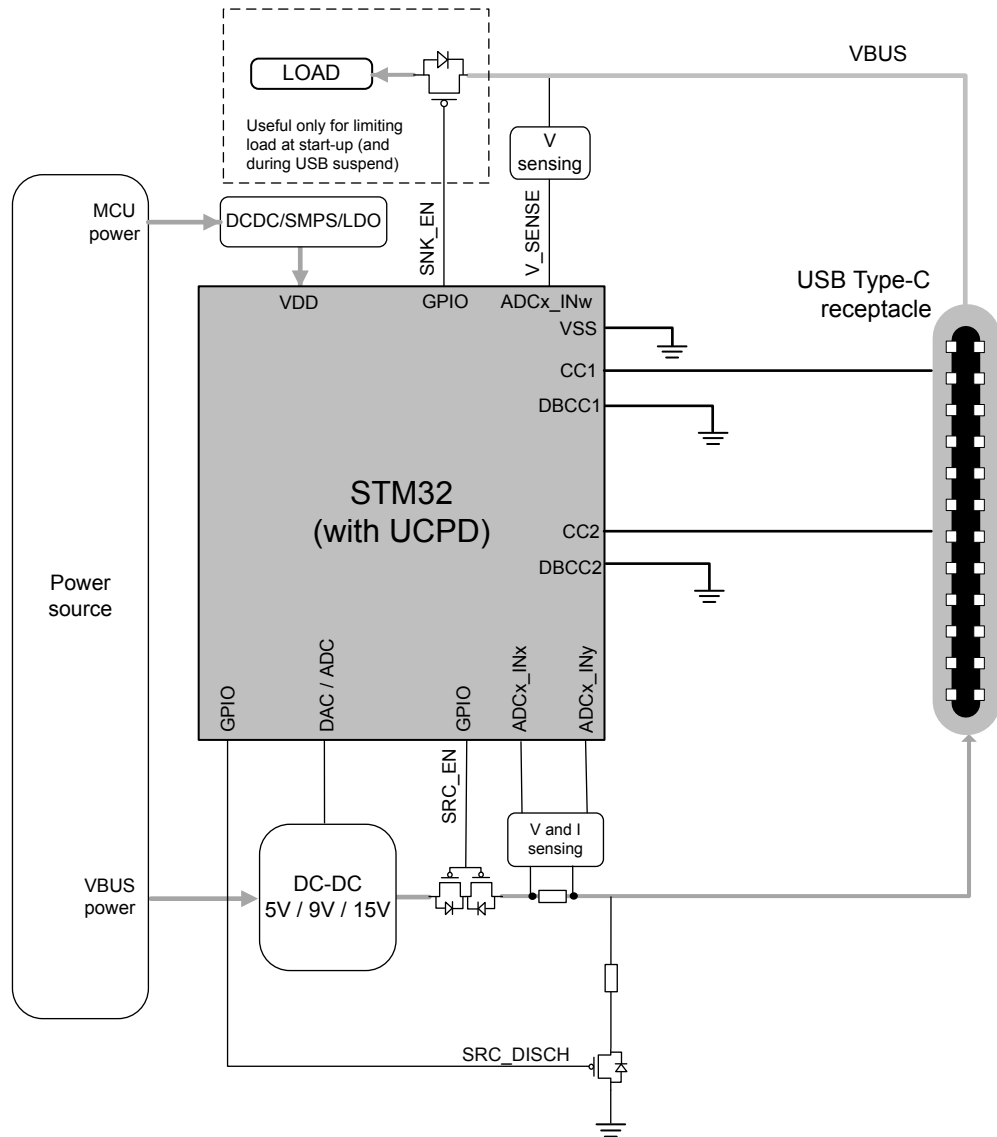 VBUS
LOAD
Useful only for limiting
load at start-up (and
during USB suspend)
V
sensing
MCU
power
DCDC/SMPS/LDO
SNK_EN
V_SENSE
USB Type-C
receptacle
VDD
GPIO
ADCx_INw
VSS
CC1
DBCC1
STM32
(with UCPD)
CC2
DBCC2
Power
source
GPIO
DAC / ADC
GPIO
ADCx_INx
ADCx_INy
SRC_EN
V and I
sensing
VBUS
power
DC-DC
5V / 9V / 15V
SRC_DISCH